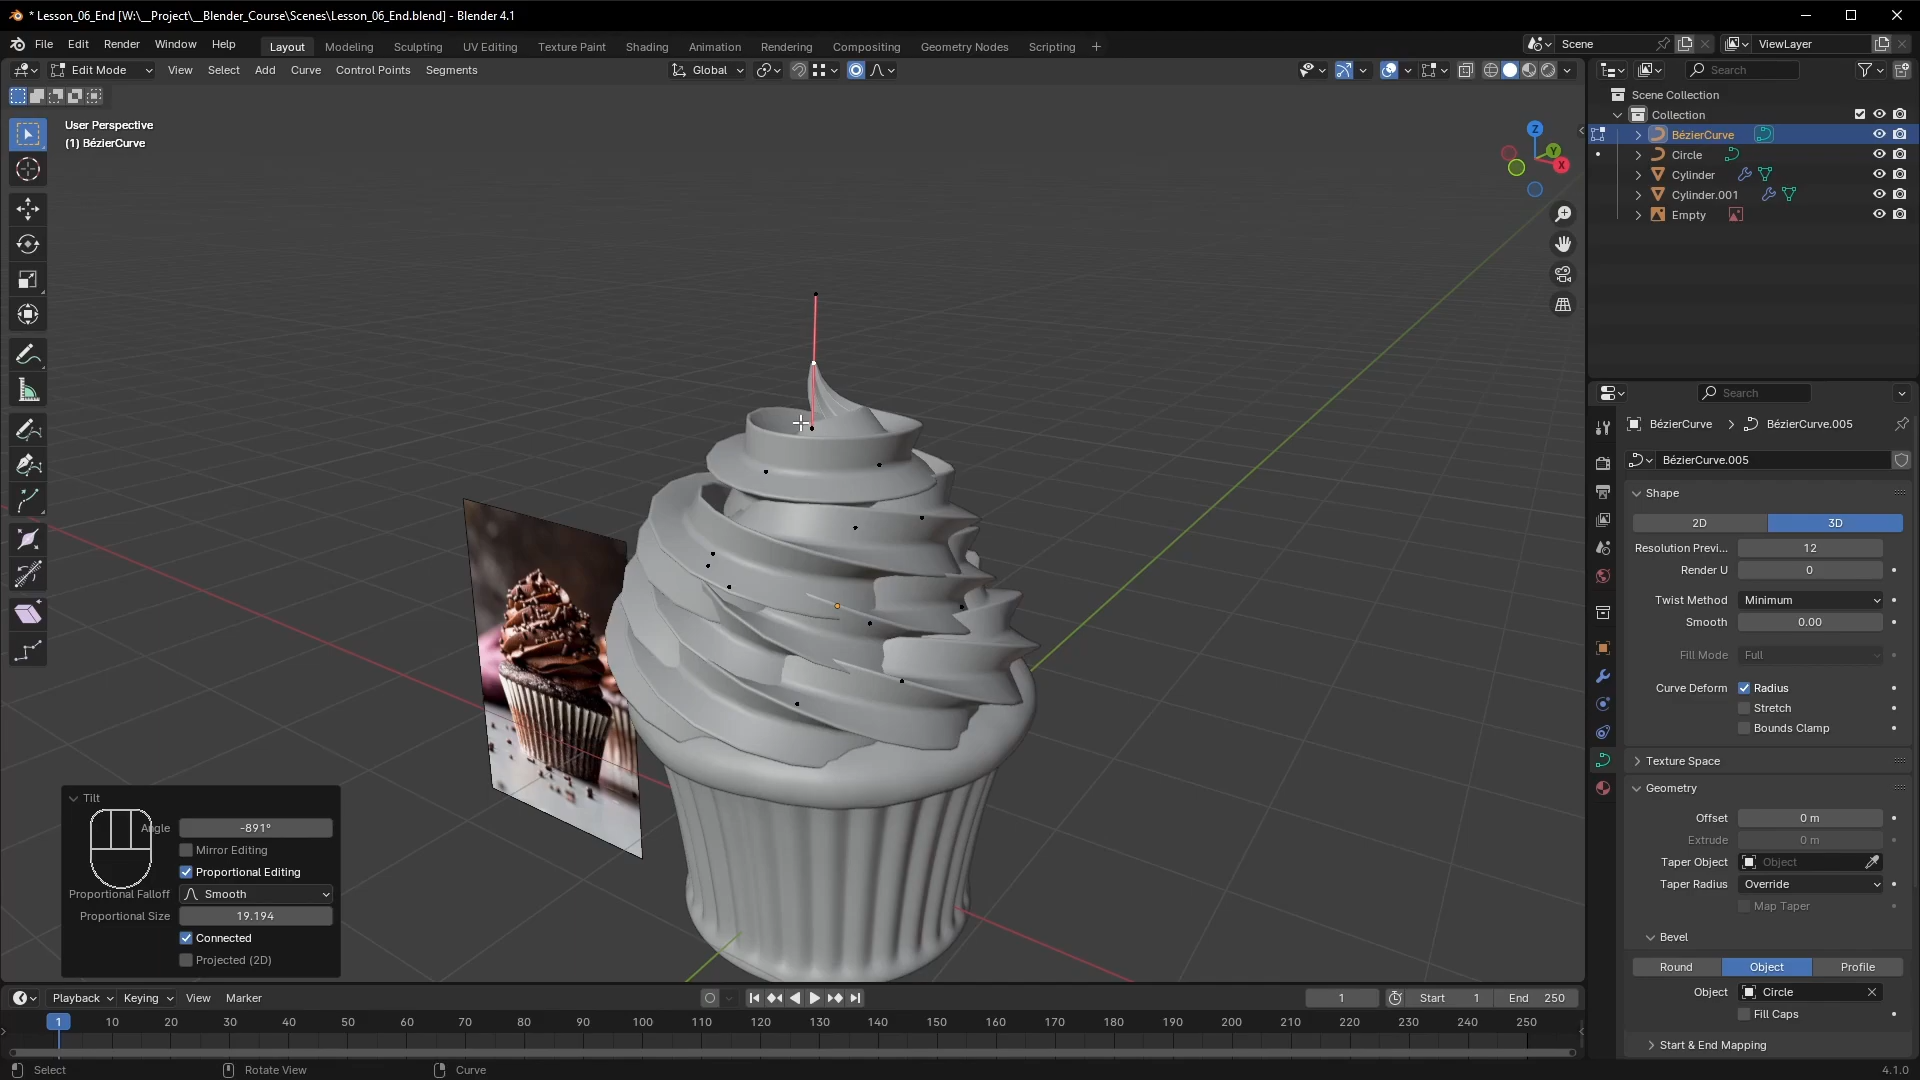 * Lesson_06_End [W:\__Project\__Blender_Course\Scenes\Lesson_06_End.blend] - Blender 4.1
File Edit Render Window Help Layout Modeling Sculpting UV Editing Texture Paint Shading Animation Rendering Compositing Geometry Nodes Scripting + Scene ViewLayer
Edit Mode View Select Add Curve Control Points Segments Global Search
User Perspective
(1) BézierCurve
Scene Collection
Collection
BézierCurve
Circle
Cylinder
Cylinder.001
Empty
Z
Y
X
Search
BézierCurve > BézierCurve.005
BézierCurve.005
Shape
2D 3D
Resolution Previ... 12
Render U 0
Twist Method Minimum
Smooth 0.00
Fill Mode Full
Curve Deform Radius
Stretch
Bounds Clamp
Texture Space
Geometry
Offset 0 m
Extrude 0 m
Taper Object Object
Taper Radius Override
Map Taper
Bevel
Round Object Profile
Object Circle
Fill Caps
Start & End Mapping
Tilt
Angle -891°
Mirror Editing
Proportional Editing
Proportional Falloff Smooth
Proportional Size 19.194
Connected
Projected (2D)
Playback Keying View Marker 1 Start 1 End 250
1 10 20 30 40 50 60 70 80 90 100 110 120 130 140 150 160 170 180 190 200 210 220 230 240 250
Select Rotate View Curve 4.1.0